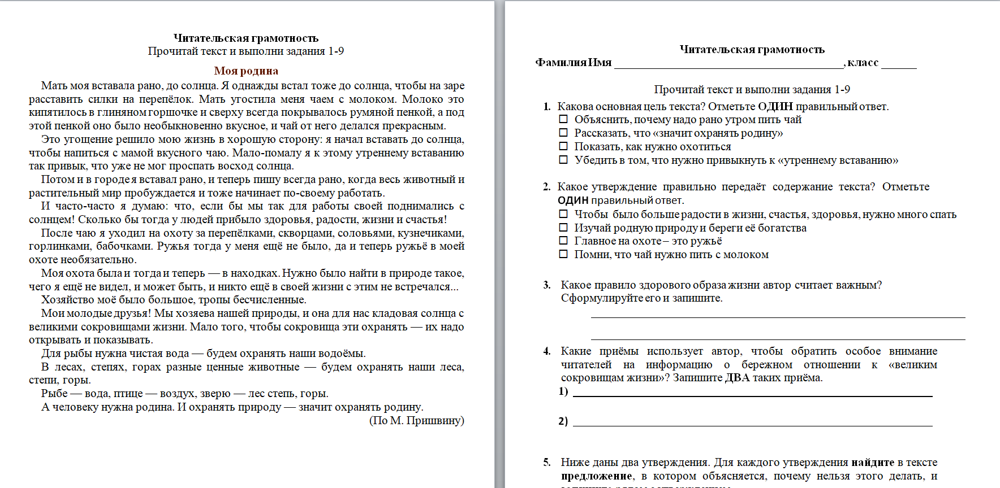 Читательская грамотность
Прочитай текст и выполни задания 1-9
Моя родина
Мать моя вставала рано, до солнца. Я однажды встал тоже до солнца, чтобы на заре
расставить силки на перепёлок. Мать угостила меня чаем с молоком. Молоко это
кипятилось в глиняном горшочке и сверху всегда покрывалось румяной пенкой, а под
этой пенкой оно было необыкновенно вкусное, и чай от него делался прекрасным.
Это угощение решило мою жизнь в хорошую сторону: я начал вставать до солнца,
чтобы напиться с мамой вкусного чаю. Мало-помалу я к этому утреннему вставанию
так привык, что уже не мог проспать восход солнца.
Потом и в городе я вставал рано, и теперь пишу всегда рано, когда весь животный и
растительный мир пробуждается и тоже начинает по-своему работать.
И часто-часто я думаю: что, если бы мы так для работы своей поднимались с
солнцем! Сколько бы тогда у людей прибыло здоровья, радости, жизни и счастья!
После чаю я уходил на охоту за перепёлками, скворцами, соловьями, кузнечиками,
горлинками, бабочками. Ружья тогда у меня ещё не было, да и теперь ружьё в моей
охоте необязательно.
Моя охота была и тогда и теперь — в находках. Нужно было найти в природе такое,
чего я ещё не видел, и может быть, и никто ещё в своей жизни с этим не встречался...
Хозяйство моё было большое, тропы бесчисленные.
Мои молодые друзья! Мы хозяева нашей природы, и она для нас кладовая солнца с
великими сокровищами жизни. Мало того, чтобы сокровища эти охранять — их надо
открывать и показывать.
Для рыбы нужна чистая вода — будем охранять наши водоёмы.
В лесах, степях, горах разные ценные животные — будем охранять наши леса,
степи, горы.
Рыбе — вода, птице — воздух, зверю — лес степь, горы.
А человеку нужна родина. И охранять природу — значит охранять родину.
(По М. Пришвину)
Читательская грамотность
Фамилия Имя ______________________________, класс ______
Прочитай текст и выполни задания 1-9
1. Какова основная цель текста? Отметьте ОДИН правильный ответ.
☐ Объяснить, почему надо рано утром пить чай
☐ Рассказать, что «значит охранять родину»
☐ Показать, как нужно охотиться
☐ Убедить в том, что нужно привыкнуть к «утреннему вставанию»
2. Какое утверждение правильно передаёт содержание текста? Отметьте
ОДИН правильный ответ.
☐ Чтобы было больше радости в жизни, счастья, здоровья, нужно много спать
☐ Изучай родную природу и береги её богатства
☐ Главное на охоте – это ружьё
☐ Помни, что чай нужно пить с молоком
3. Какое правило здорового образа жизни автор считает важным?
Сформулируйте его и запишите.
4. Какие приёмы использует автор, чтобы обратить особое внимание
читателей на информацию о бережном отношении к «великим
сокровищам жизни»? Запишите ДВА таких приёма.
1)
2)
5. Ниже даны два утверждения. Для каждого утверждения найдите в тексте
предложение, в котором объясняется, почему нельзя этого делать, и